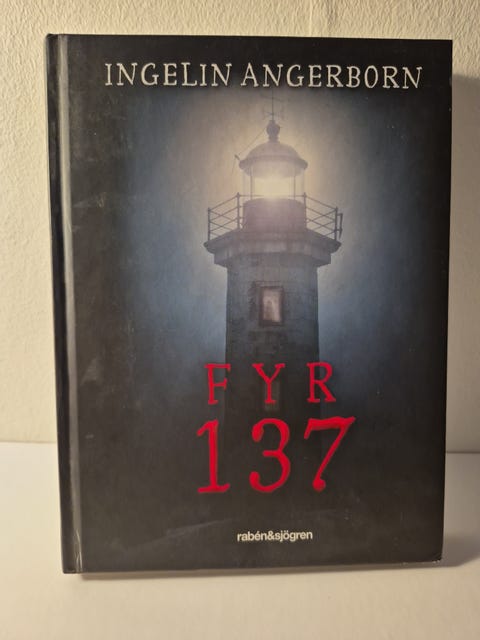 INGELIN ANGERBORN
FYR
137
rabén&sjögren